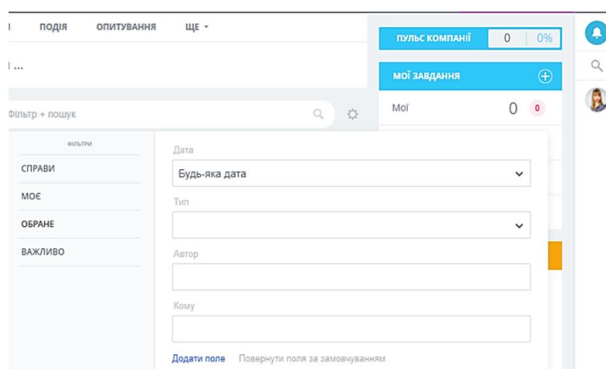 ПОДІЯ ОПИТУВАННЯ ЩЕ
ПУЛЬС КОМПАНІЇ 0 0%
...
МОЇ ЗАВДАННЯ
Мої 0 0
Фільтр + пошук
ФІЛЬТРИ
СПРАВИ
МОЄ
ОБРАНЕ
ВАЖЛИВО
Дата
Будь-яка дата
Тип
Автор
Кому
Додати поле Повернути поля за замовчуванням